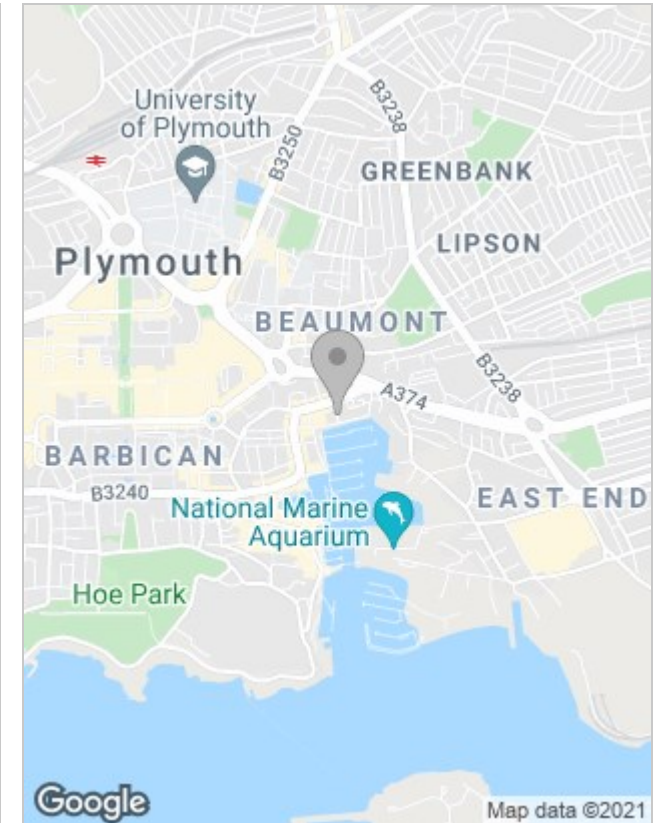 University
of Plymouth
B3250
B3238
GREENBANK
LIPSON
Plymouth
BEAUMONT
B3238
A374
BARBICAN
B3240
National Marine
Aquarium
EAST END
Hoe Park
Google
Map data ©2021